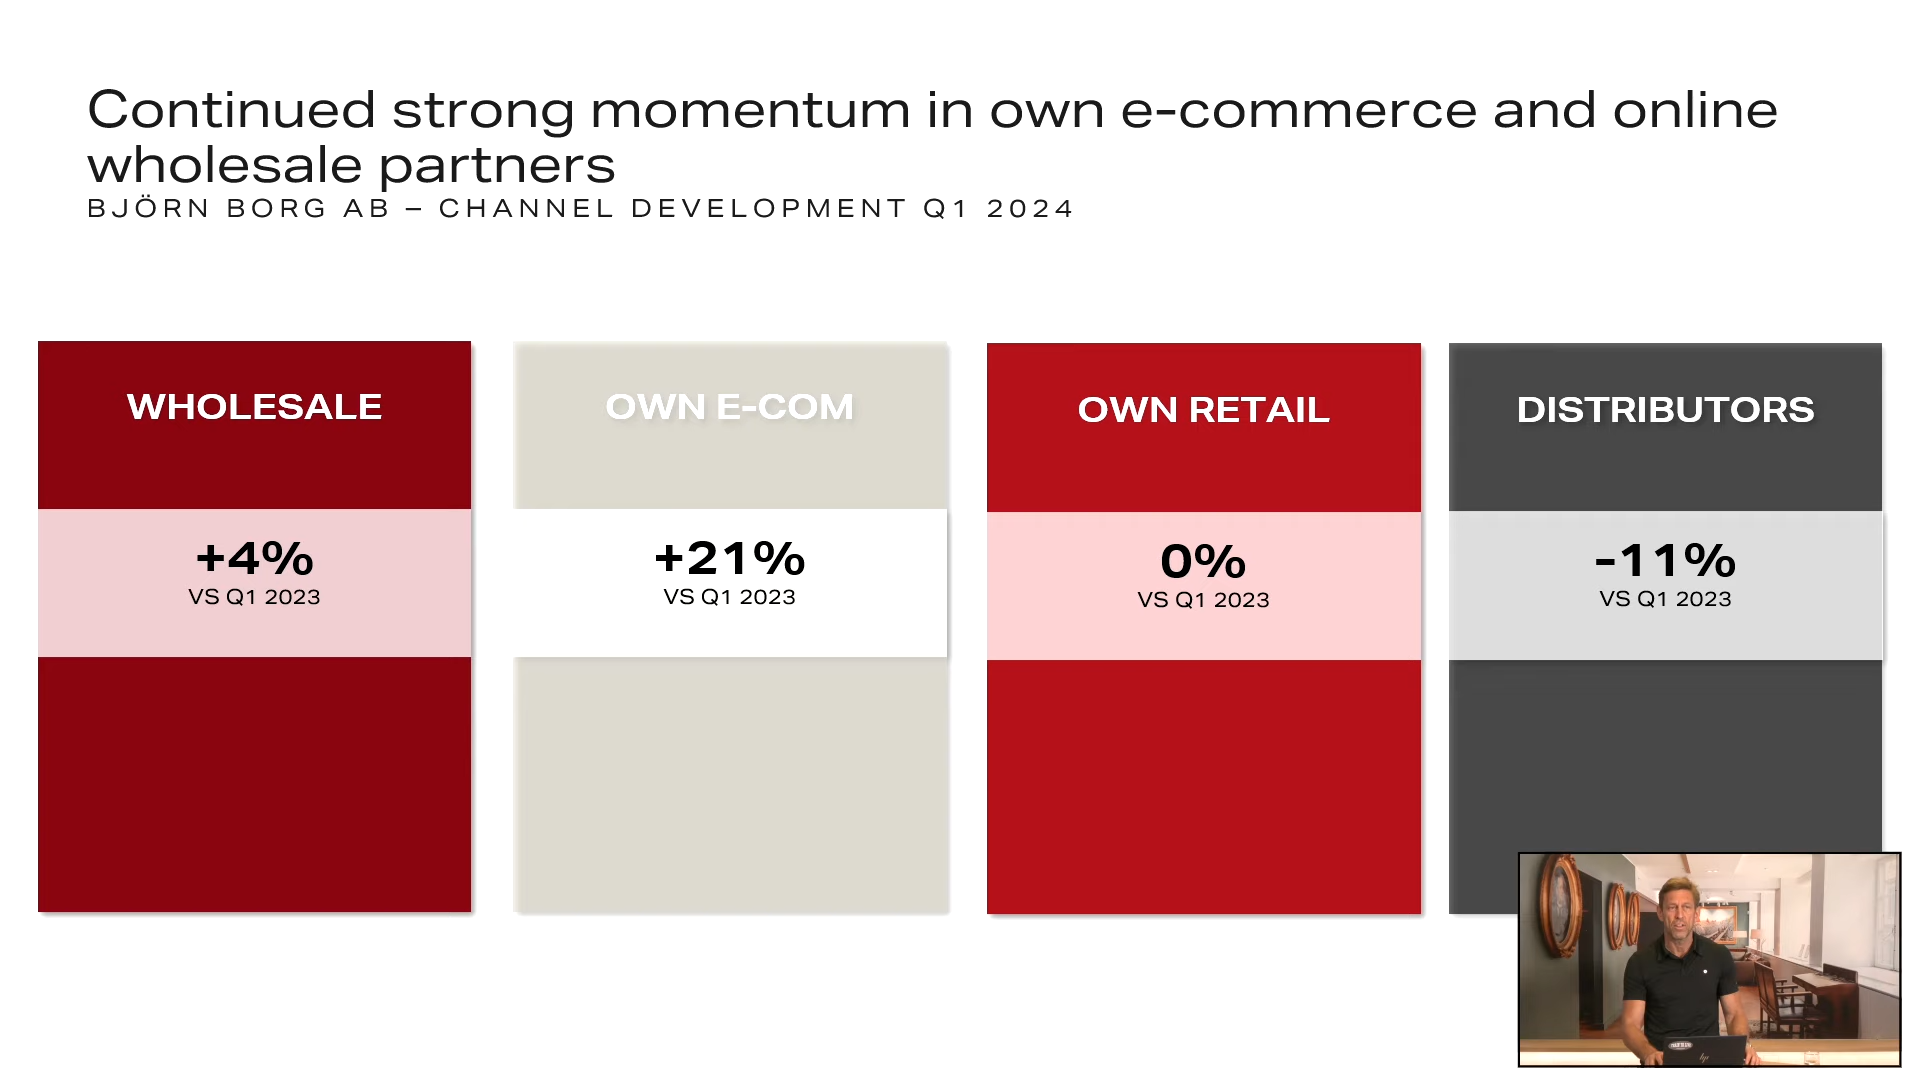 Continued strong momentum in own e-commerce and online
wholesale partners
BJÖRN BORG AB – CHANNEL DEVELOPMENT Q1 2024
WHOLESALE
+4%
VS Q1 2023
OWN E-COM
+21%
VS Q1 2023
OWN RETAIL
0%
VS Q1 2023
DISTRIBUTORS
-11%
VS Q1 2023
hp